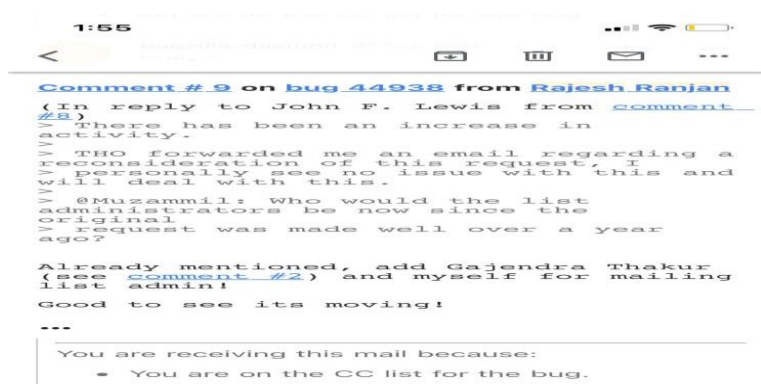 1:55
Comment # 9 on bug 44938 from Rajesh Ranjan
(In reply to John F. Lewis from comment
#8)
> There has been an increase in
activity.
>
> THO forwarded me an email regarding a
reconsideration of this request, I
> personally see no issue with this and
will deal with this.
>
> @Muzammil: Who would the list
administrators be now since the
original
> request was made well over a year
ago?
Already mentioned, add Gajendra Thakur
(see comment #2) and myself for mailing
list admin!
Good to see its moving!
You are receiving this mail because:
• You are on the CC list for the bug.